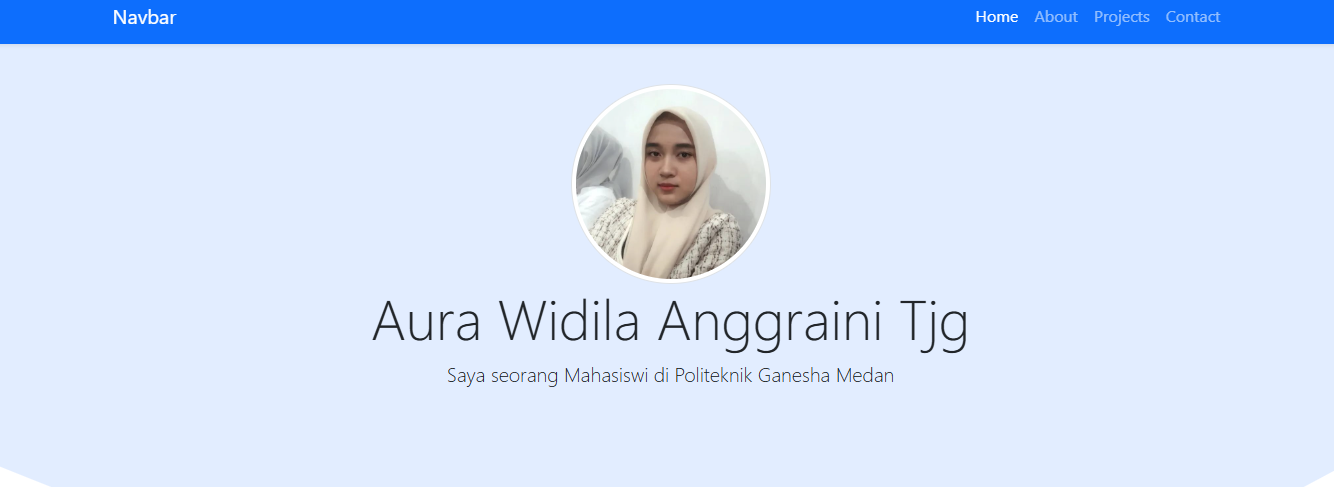 Navbar
Home About Projects Contact
Aura Widila Anggraini Tjg
Saya seorang Mahasiswi di Politeknik Ganesha Medan